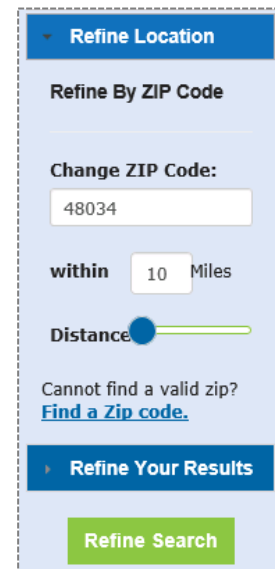 Refine Location
Refine By ZIP Code
Change ZIP Code:
48034
within 10 Miles
Distance
Cannot find a valid zip?
Find a Zip code.
Refine Your Results
Refine Search